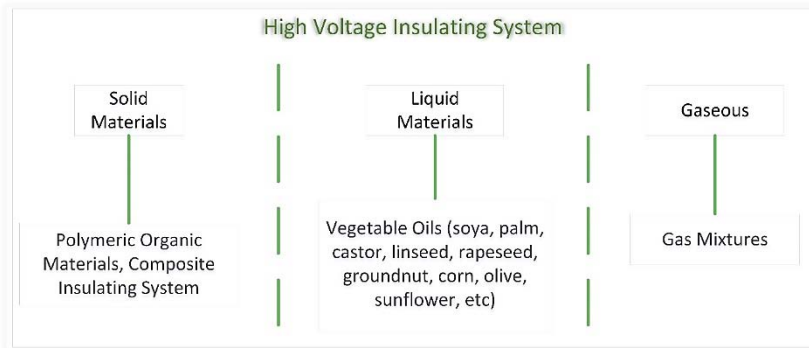 High Voltage Insulating System
Solid
Materials
Polymeric Organic
Materials, Composite
Insulating System
Liquid
Materials
Vegetable Oils (soya, palm,
castor, linseed, rapeseed,
groundnut, corn, olive,
sunflower, etc)
Gaseous
Gas Mixtures